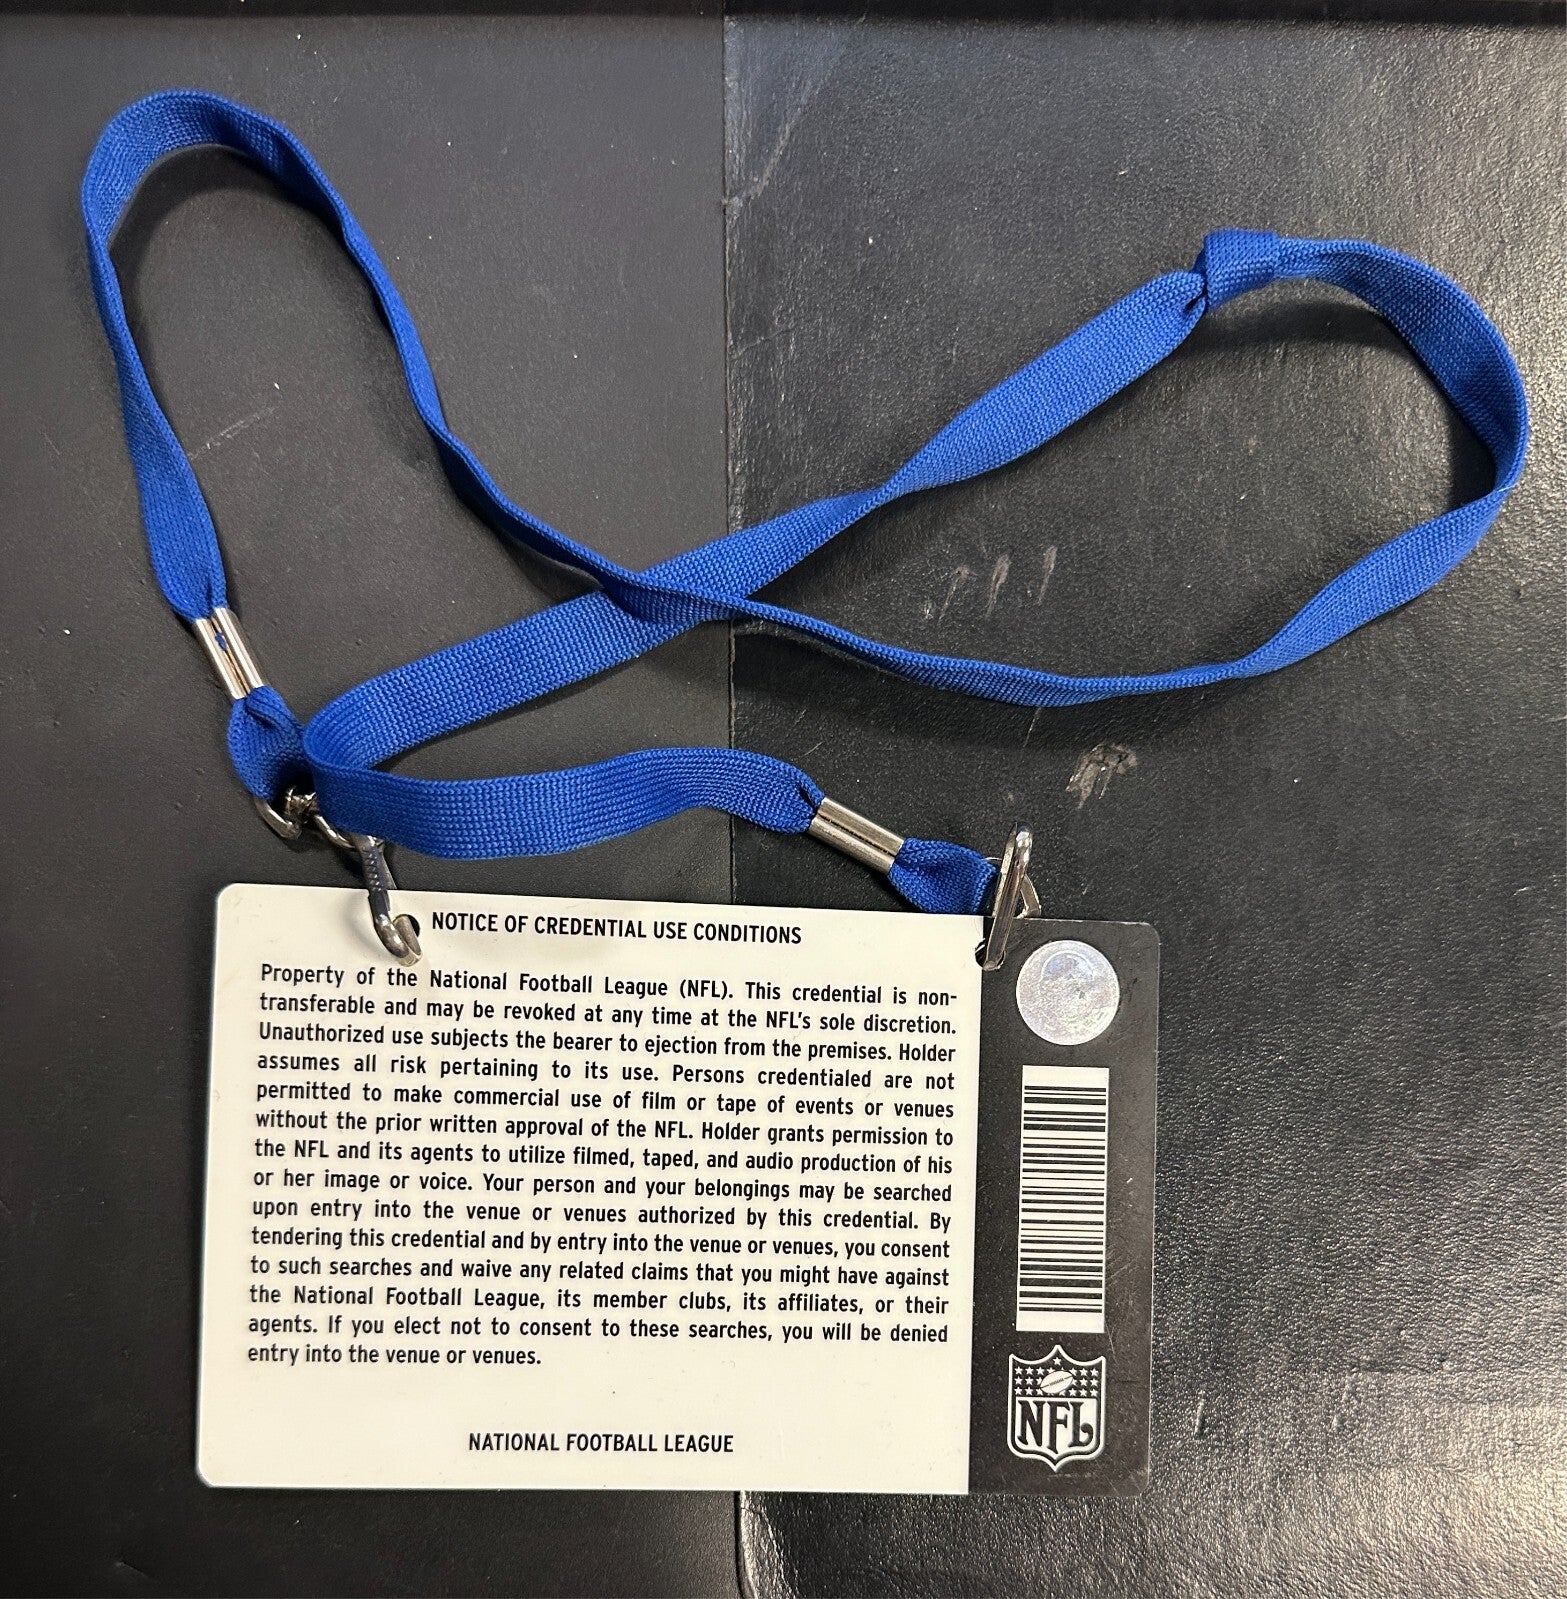 NOTICE OF CREDENTIAL USE CONDITIONS
Property of the National Football League (NFL). This credential is non-
transferable and may be revoked at any time at the NFL's sole discretion.
Unauthorized use subjects the bearer to ejection from the premises. Holder
assumes all risk pertaining to its use. Persons credentialed are not
permitted to make commercial use of film or tape of events or venues
without the prior written approval of the NFL. Holder grants permission to
the NFL and its agents to utilize filmed, taped, and audio production of his
or her image or voice. Your person and your belongings may be searched
upon entry into the venue or venues authorized by this credential. By
tendering this credential and by entry into the venue or venues, you consent
to such searches and waive any related claims that you might have against
the National Football League, its member clubs, its affiliates, or their
agents. If you elect not to consent to these searches, you will be denied
entry into the venue or venues.
NATIONAL FOOTBALL LEAGUE
NFL